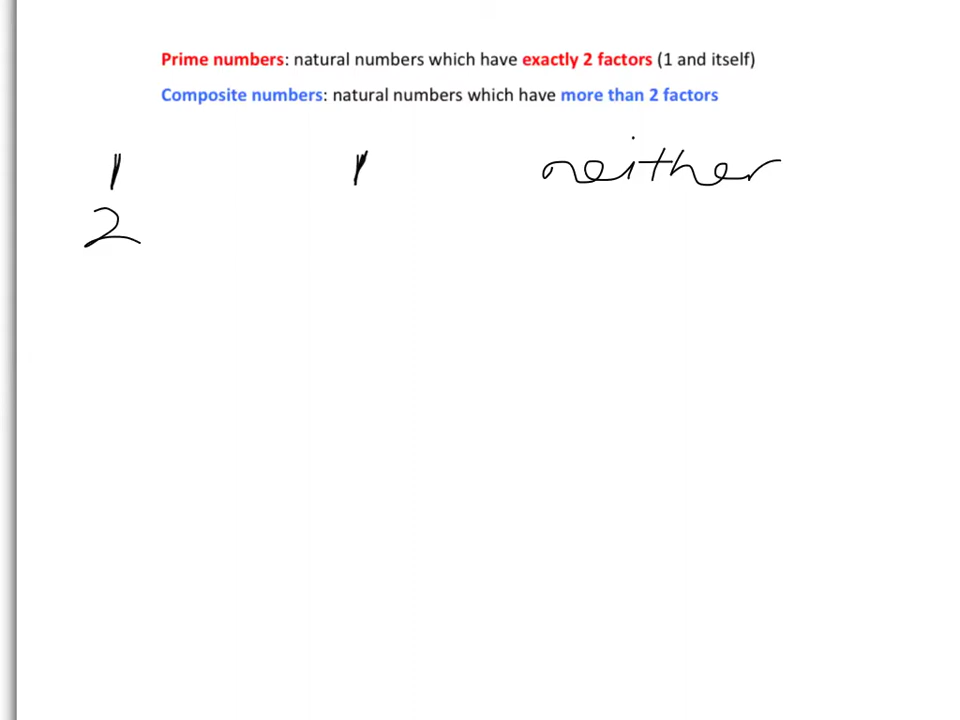 Prime numbers: natural numbers which have exactly 2 factors (1 and itself)
Composite numbers: natural numbers which have more than 2 factors
1 1 neither
2